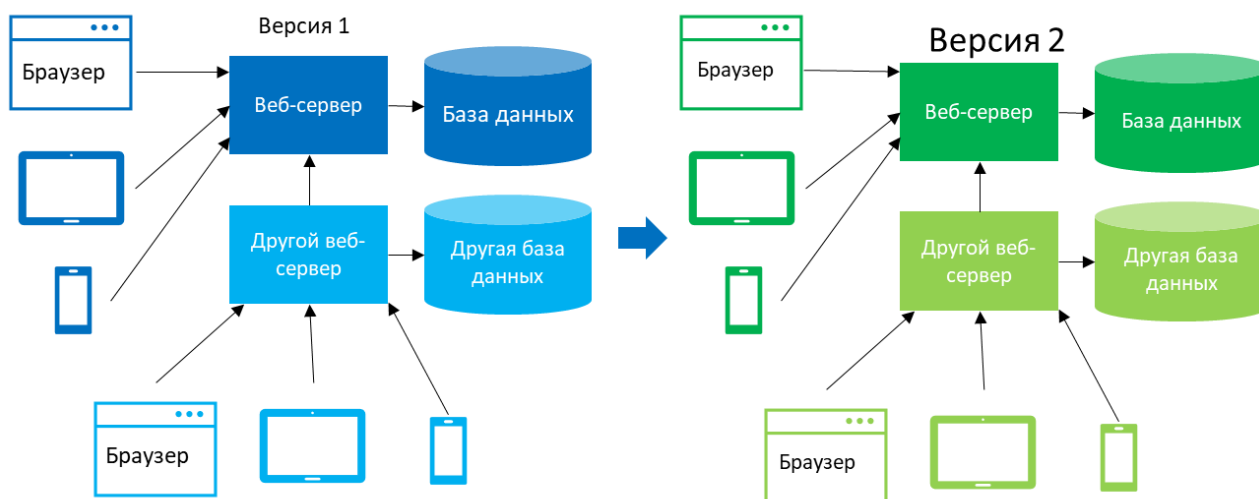 Версия 1
Браузер
Веб-сервер
База данных
Другой веб-
сервер
Другая база
данных
Браузер
Версия 2
Браузер
Веб-сервер
База данных
Другой веб-
сервер
Другая база
данных
Браузер